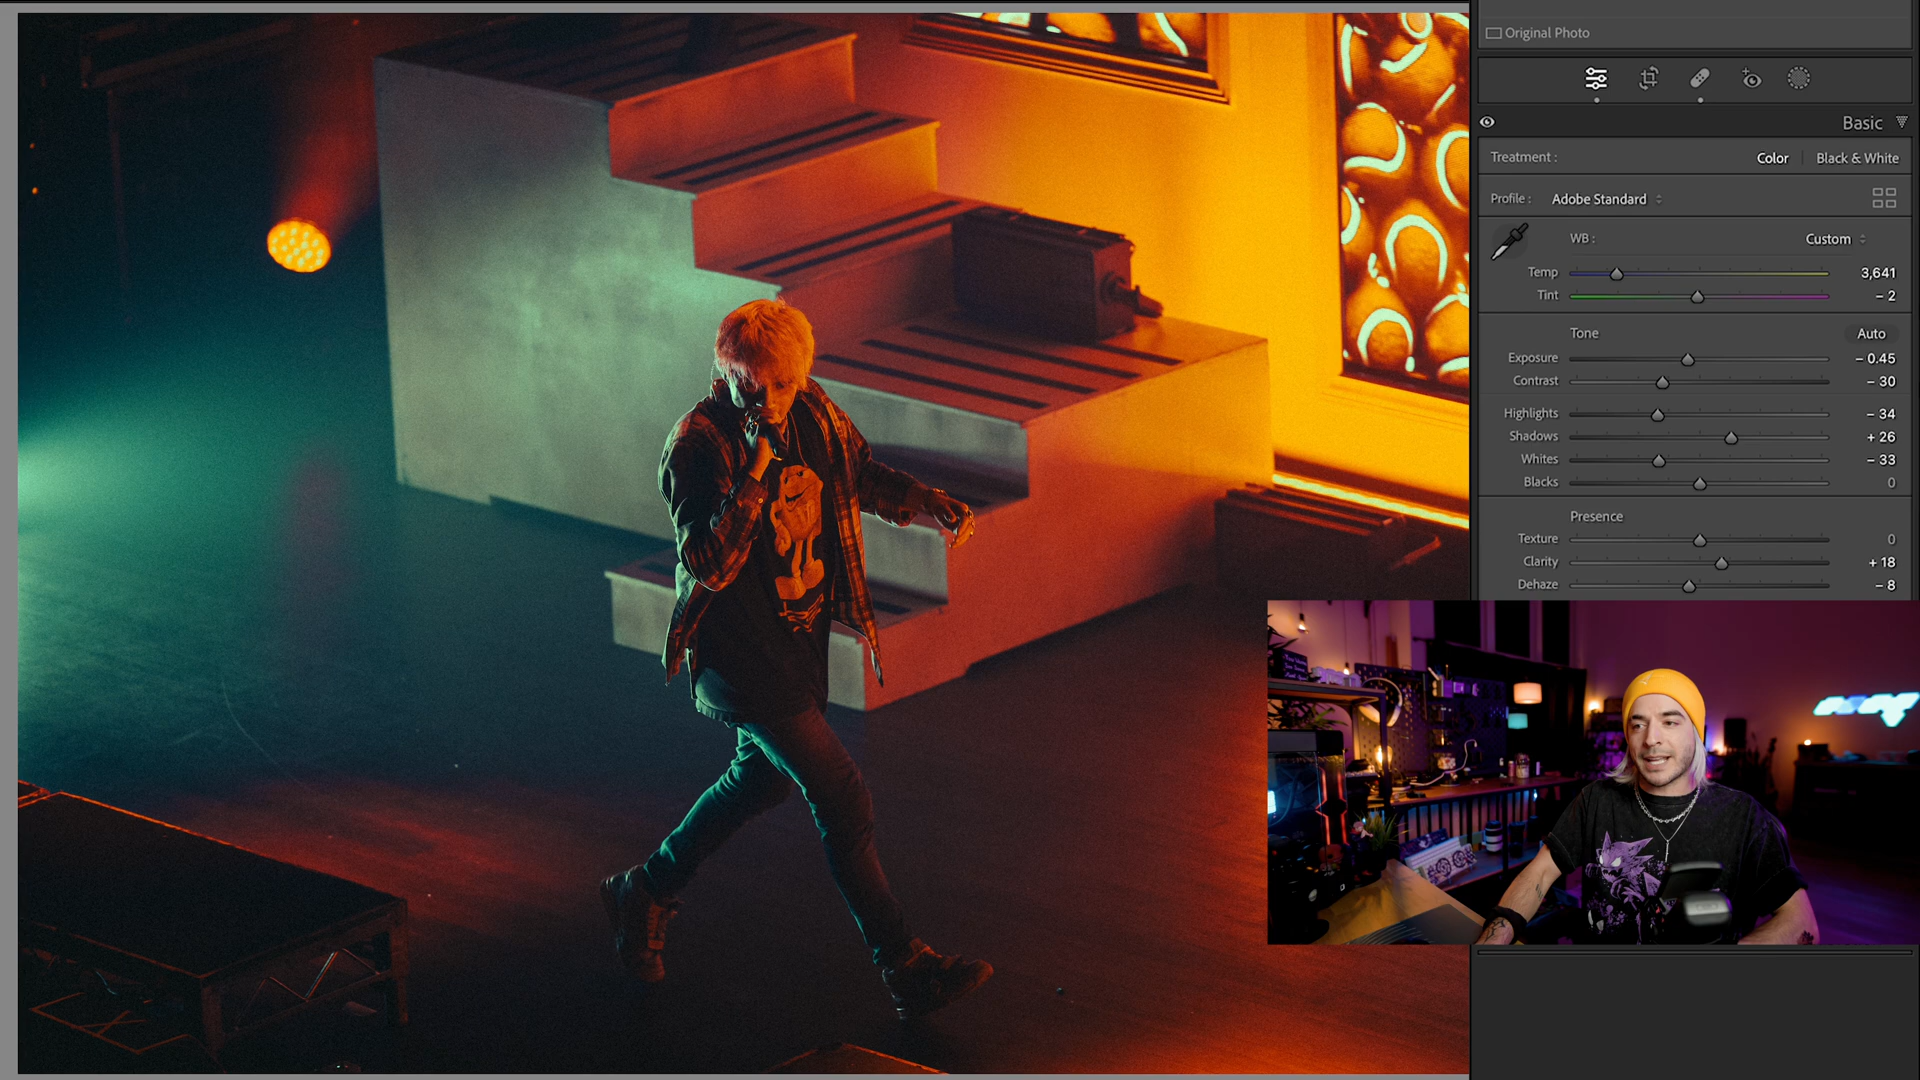 Original Photo
Basic
Treatment :
Color
Black & White
Profile : Adobe Standard
WB : Custom
Temp 3,641
Tint − 2
Tone Auto
Exposure − 0.45
Contrast − 30
Highlights − 34
Shadows + 26
Whites − 33
Blacks 0
Presence
Texture 0
Clarity + 18
Dehaze − 8